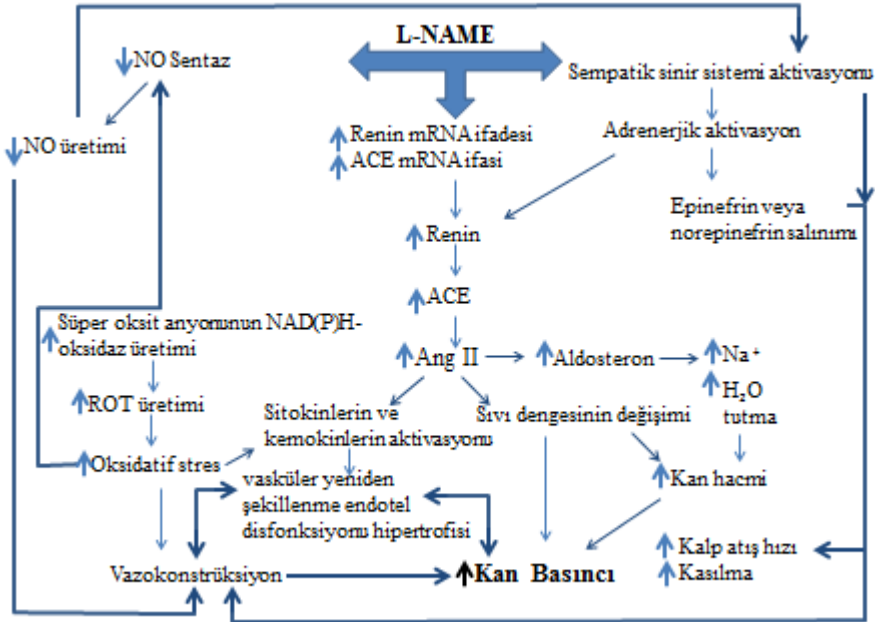 L-NAME
NO Sentaz
Sempatik sinir sistemi aktivasyonu
NO üretimi
Renin mRNA ifadesi
ACE mRNA ifasi
Adrenerjik aktivasyon
Epinefrin veya
norepinefrin salınımı
Renin
ACE
Süper oksit anyonunun NAD(P)H-
oksidaz üretimi
Ang II
Aldosteron
Na⁺
H₂O
tutma
ROT üretimi
Sitokinlerin ve
kemokinlerin aktivasyonu
Sıvı dengesinin değişimi
Oksidatif stres
Kan hacmi
vasküler yeniden
şekillenme endotel
disfonksiyonu hipertrofisi
Kalp atış hızı
Kasılma
Vazokonstrüksiyon
Kan Basıncı